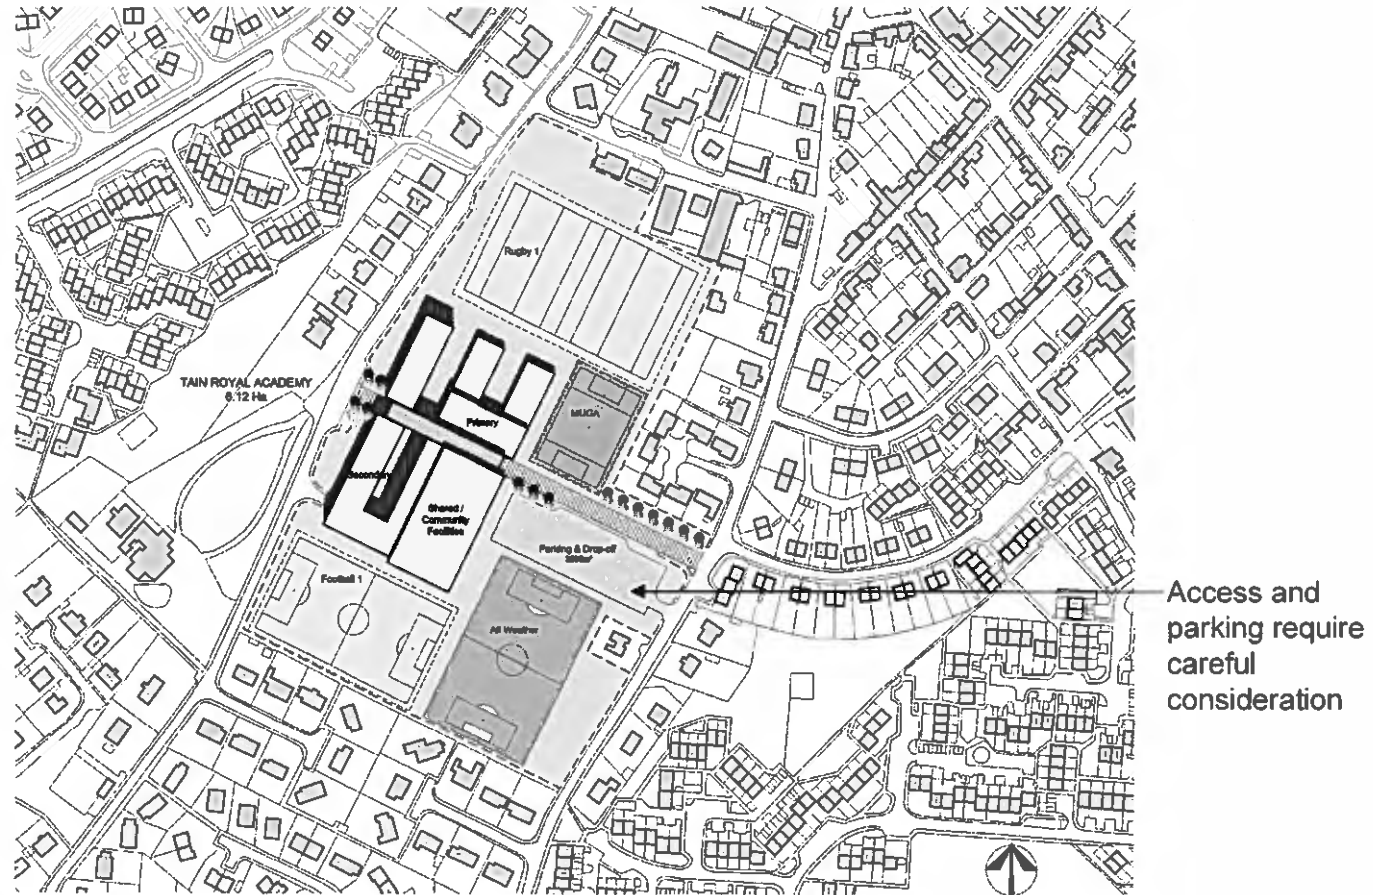 Rugby 1
TAIN ROYAL ACADEMY
6.12 Ha
MUGA
Primary
Secondary
Shared /
Community
Facilities
Parking & Drop-off
Football 1
All Weather
Access and
parking require
careful
consideration